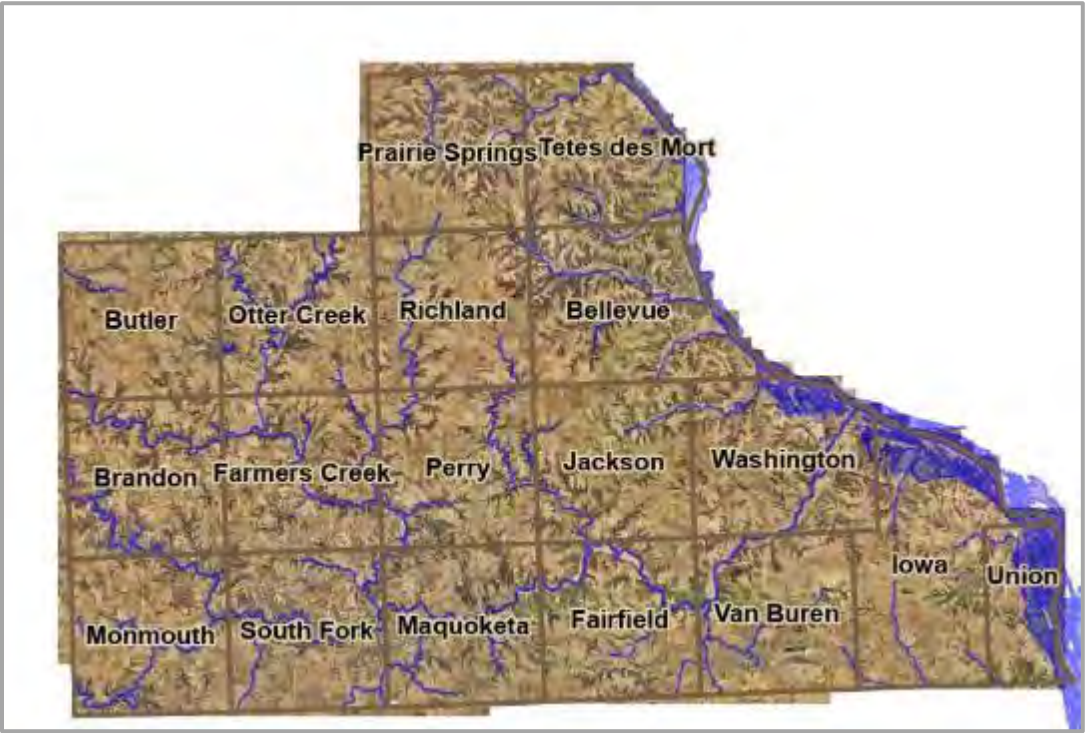 Prairie Springs
Tetes des Mort
Butler
Otter Creek
Richland
Bellevue
Brandon
Farmers Creek
Perry
Jackson
Washington
Iowa
Union
Monmouth
South Fork
Maquoketa
Fairfield
Van Buren